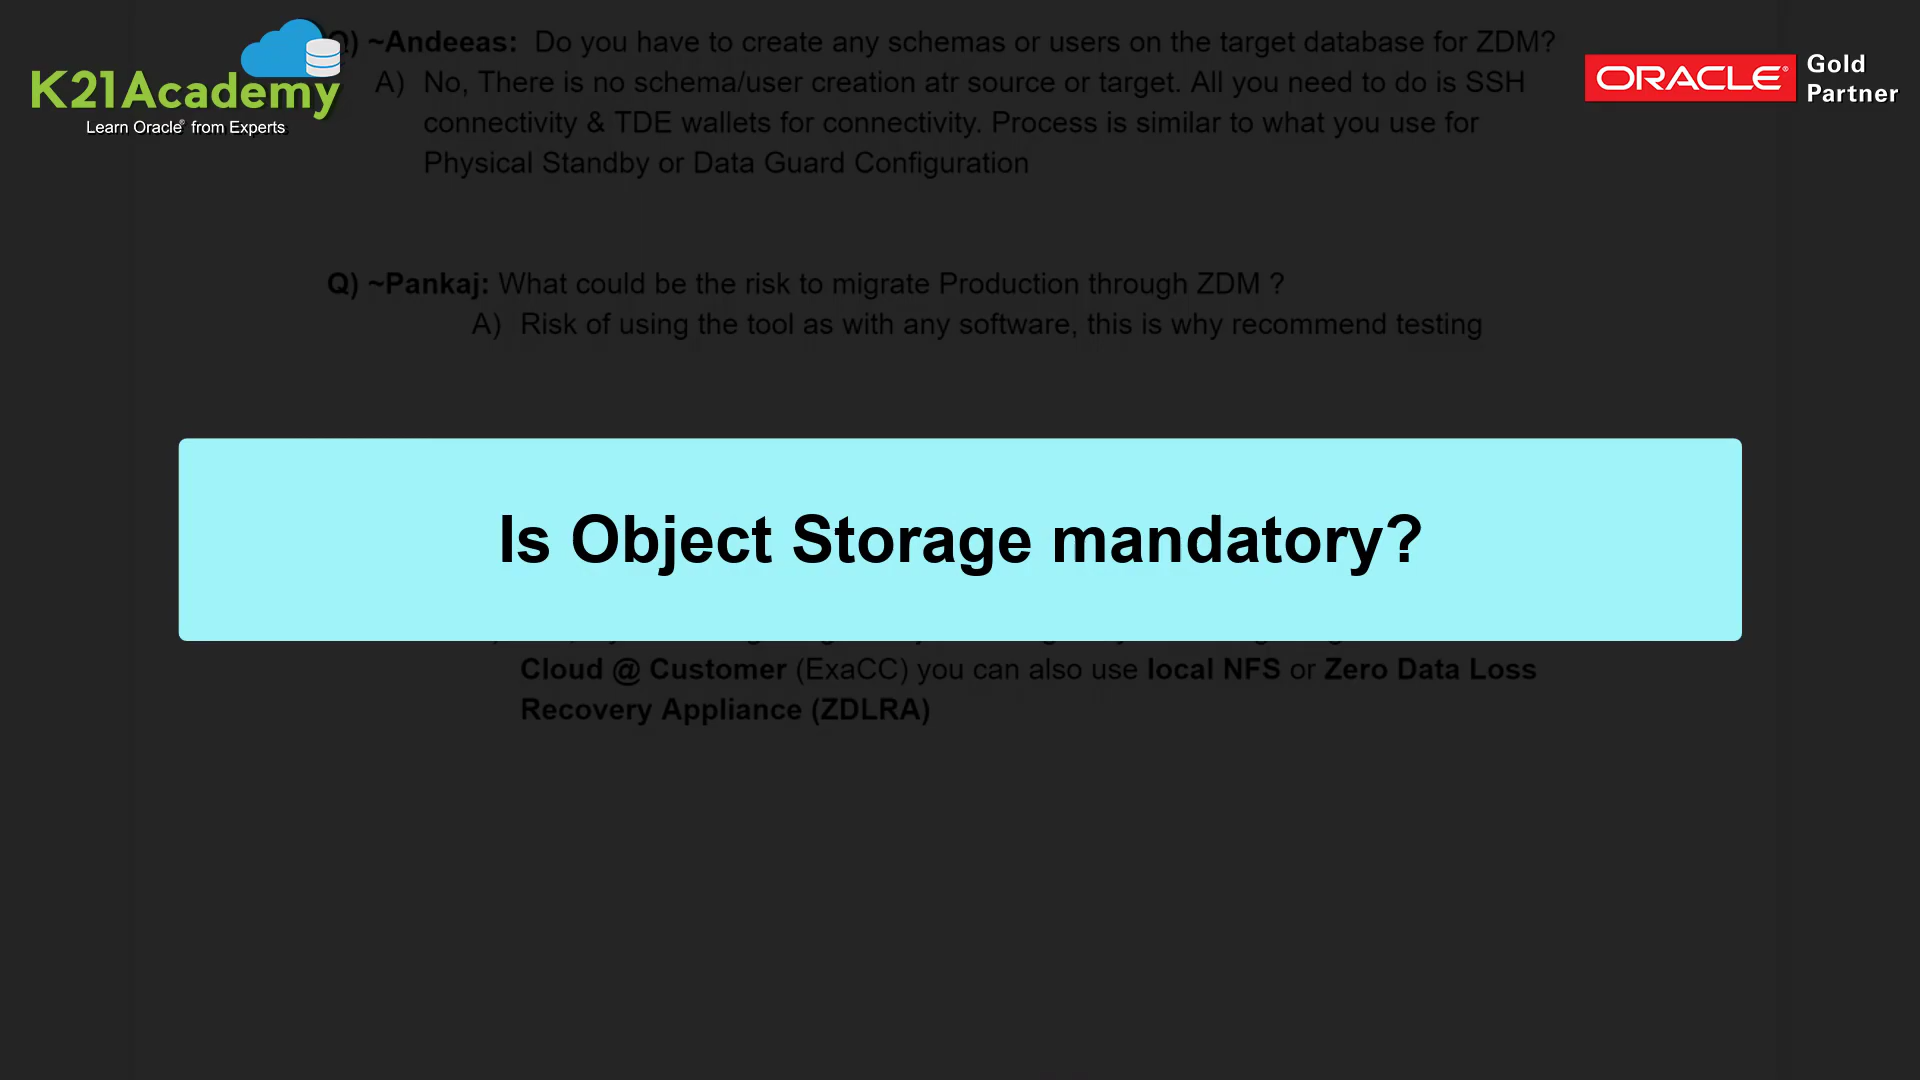 K21Academy
Learn Oracle® from Experts
ORACLE®
Gold
Partner
Q) ~Andeeas: Do you have to create any schemas or users on the target database for ZDM?
A) No, There is no schema/user creation atr source or target. All you need to do is SSH
connectivity & TDE wallets for connectivity. Process is similar to what you use for
Physical Standby or Data Guard Configuration
Q) ~Pankaj: What could be the risk to migrate Production through ZDM ?
A) Risk of using the tool as with any software, this is why recommend testing
Is Object Storage mandatory?
Cloud @ Customer (ExaCC) you can also use local NFS or Zero Data Loss
Recovery Appliance (ZDLRA)